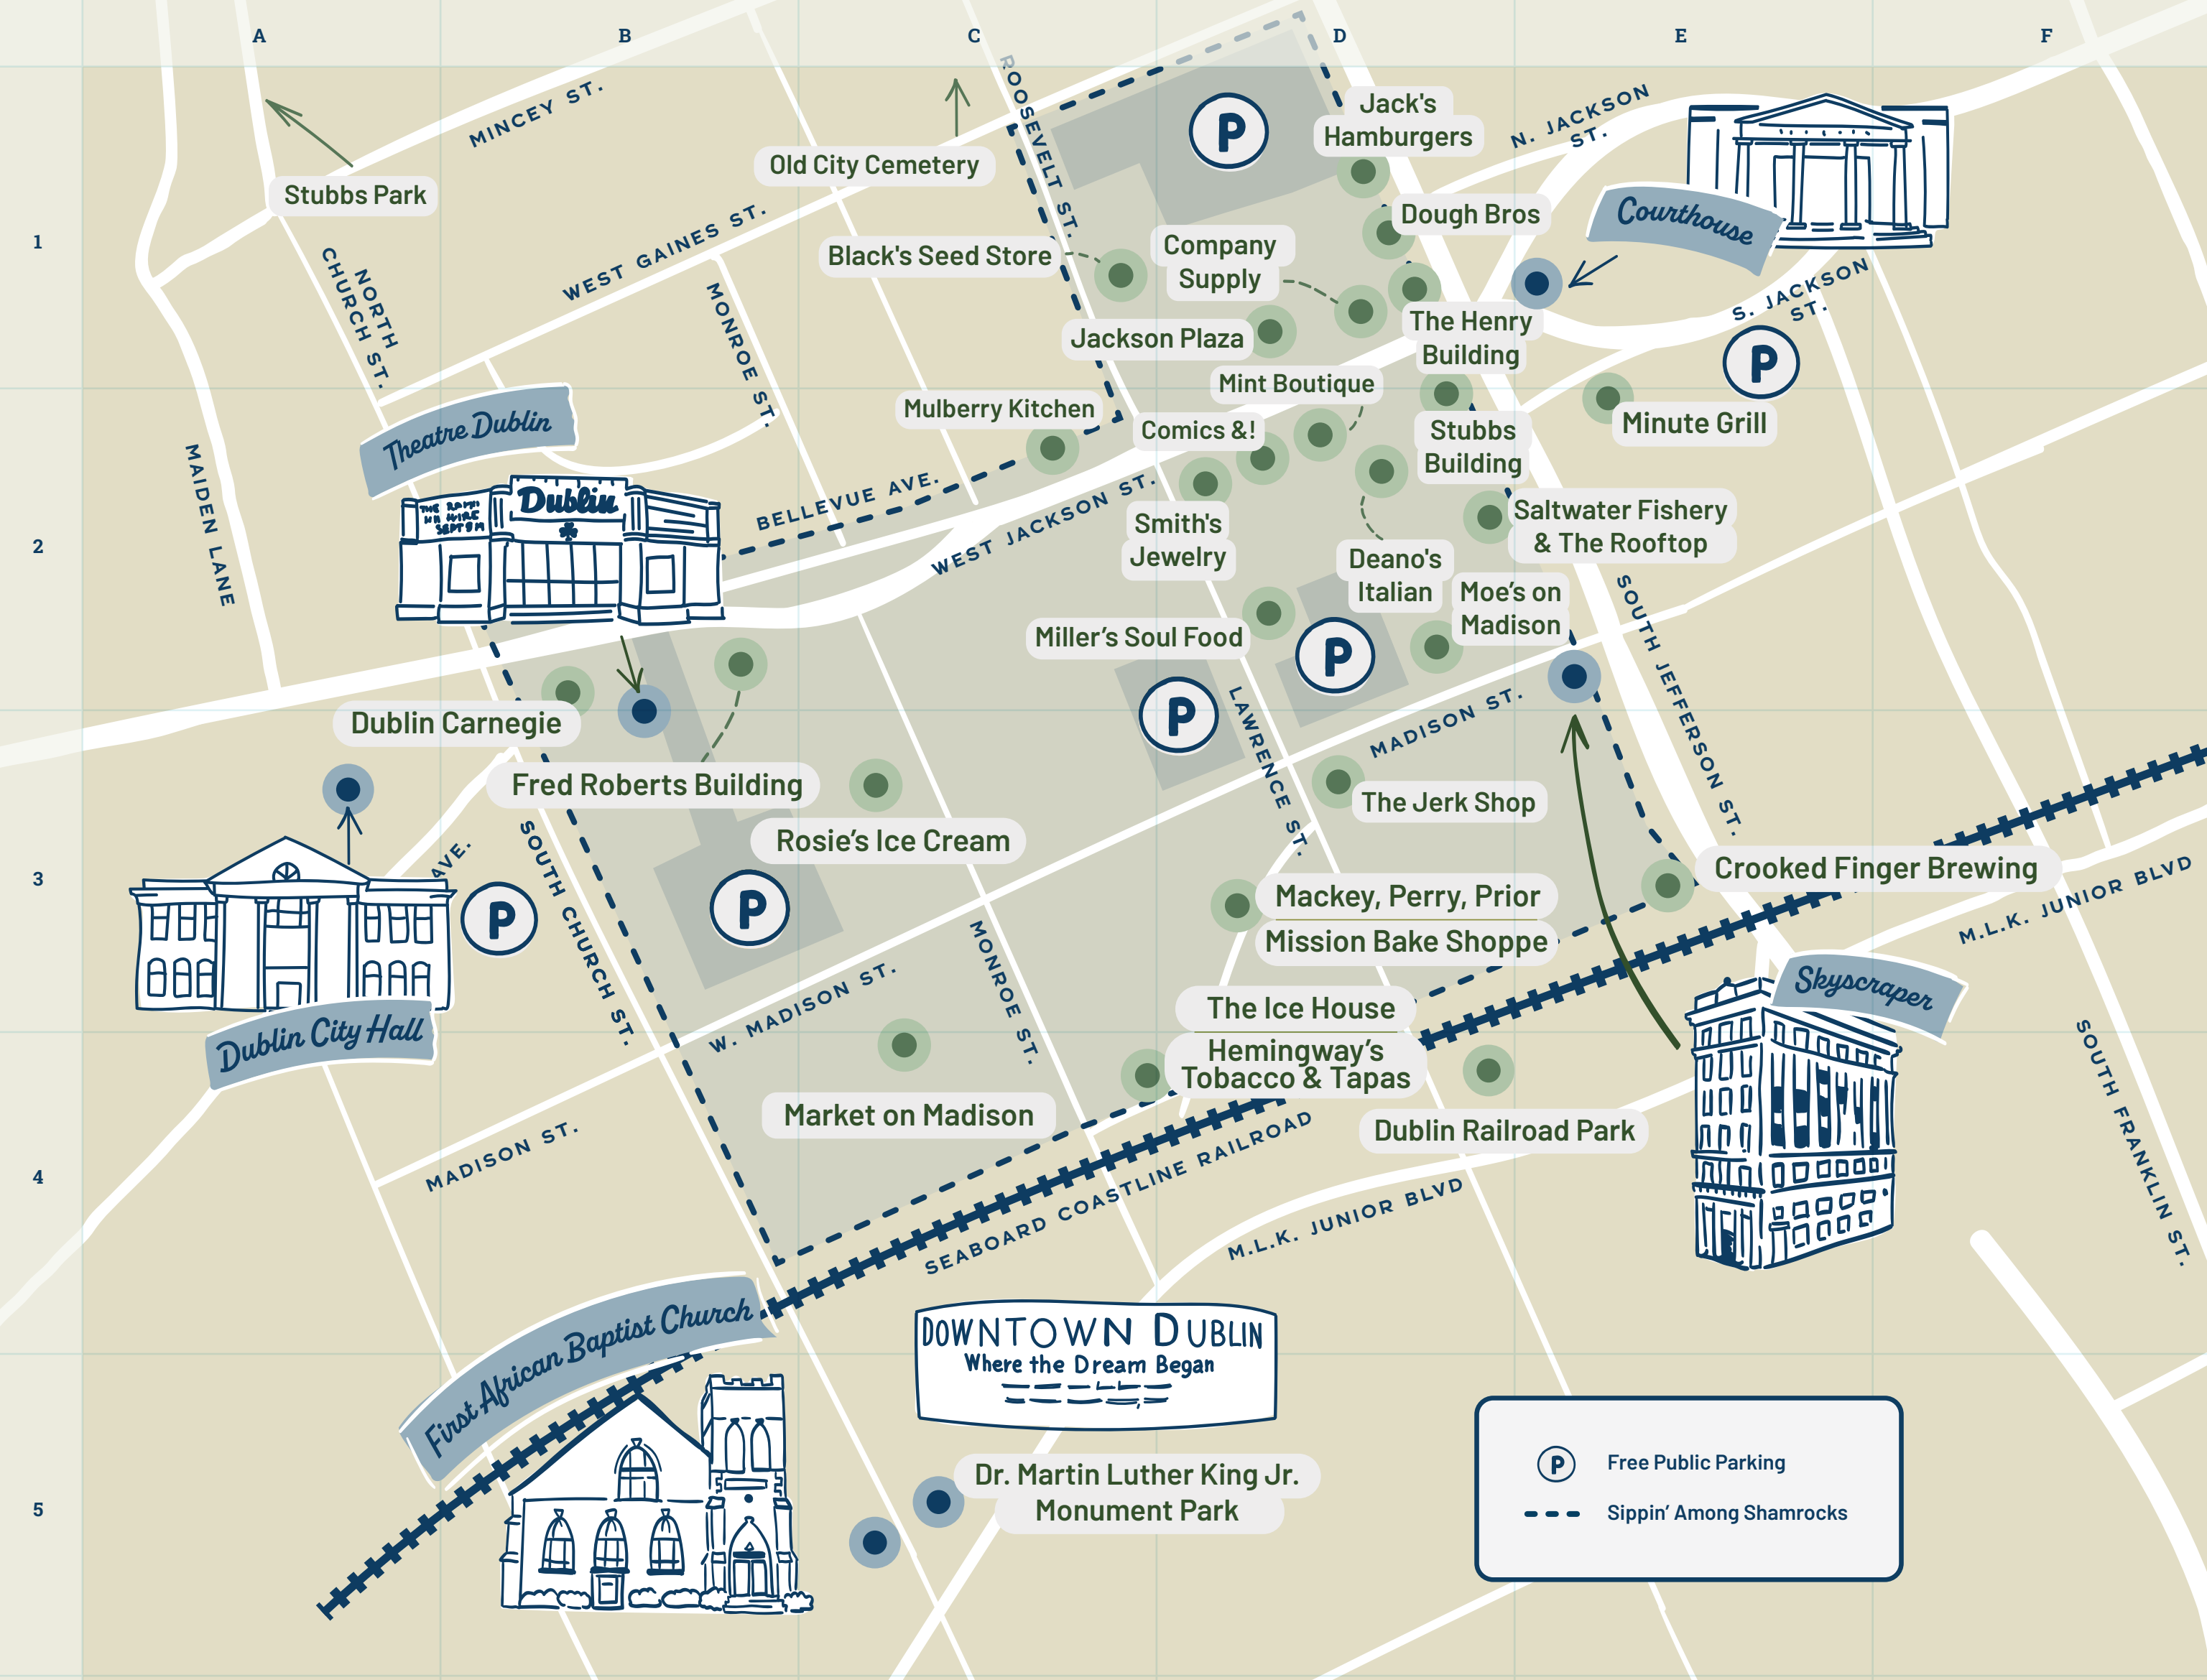 A
B
C
D
E
F
1
2
3
4
5
MINCEY ST.
ROOSEVELT ST.
N. JACKSON
ST.
Jack's
Hamburgers
Old City Cemetery
Stubbs Park
Courthouse
Dough Bros
WEST GAINES ST.
Black's Seed Store
Company
Supply
NORTH
CHURCH ST.
MONROE ST.
S. JACKSON
ST.
Jackson Plaza
The Henry
Building
P
P
Mint Boutique
Mulberry Kitchen
Comics &!
Stubbs
Building
Minute Grill
Theatre Dublin
Dublin
MAIDEN LANE
BELLEVUE AVE.
WEST JACKSON ST.
Smith's
Jewelry
Saltwater Fishery
& The Rooftop
Deano's
Italian
Moe's on
Madison
Miller's Soul Food
P
P
SOUTH JEFFERSON ST.
LAWRENCE ST.
MADISON ST.
Dublin Carnegie
Fred Roberts Building
Rosie's Ice Cream
The Jerk Shop
AVE.
P
P
SOUTH CHURCH ST.
Crooked Finger Brewing
Mackey, Perry, Prior
Mission Bake Shoppe
M.L.K. JUNIOR BLVD
W. MADISON ST.
MONROE ST.
Skyscraper
Dublin City Hall
The Ice House
Hemingway's
Tobacco & Tapas
Market on Madison
Dublin Railroad Park
MADISON ST.
SEABOARD COASTLINE RAILROAD
M.L.K. JUNIOR BLVD
SOUTH FRANKLIN ST.
First African Baptist Church
DOWNTOWN DUBLIN
Where the Dream Began
Dr. Martin Luther King Jr.
Monument Park
P Free Public Parking
Sippin' Among Shamrocks